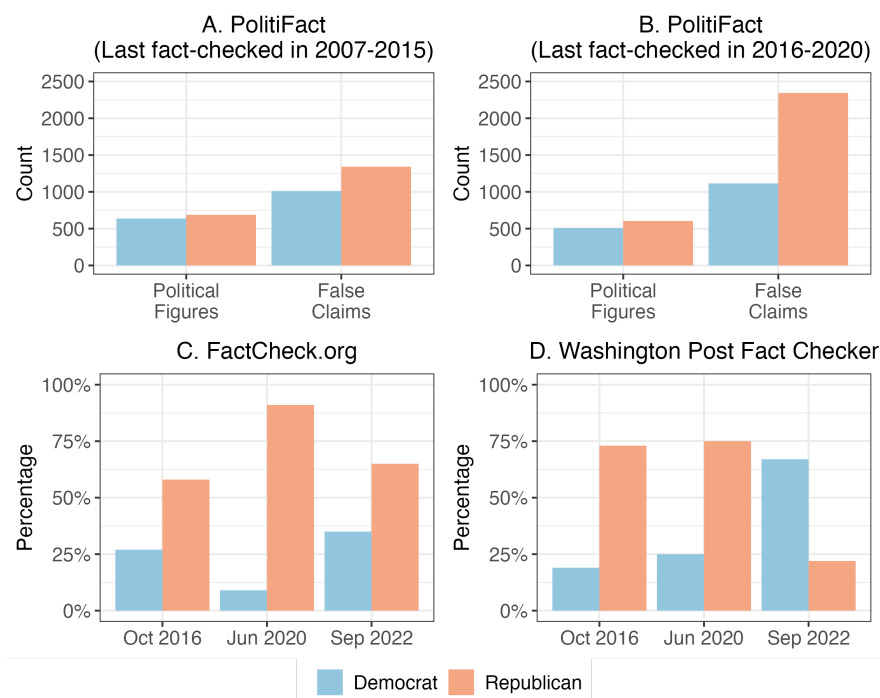 A. PolitiFact
(Last fact-checked in 2007-2015)
2500
2000
1500
1000
500
0
Count
Political
Figures
False
Claims
B. PolitiFact
(Last fact-checked in 2016-2020)
2500
2000
1500
1000
500
0
Count
Political
Figures
False
Claims
C. FactCheck.org
100%
75%
50%
25%
0%
Percentage
Oct 2016 Jun 2020 Sep 2022
D. Washington Post Fact Checker
100%
75%
50%
25%
0%
Percentage
Oct 2016 Jun 2020 Sep 2022
Democrat Republican